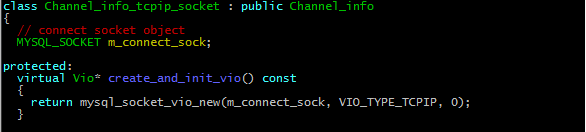 class Channel_info_tcpip_socket : public Channel_info
{
  // connect socket object
  MYSQL_SOCKET m_connect_sock;

protected:
  virtual Vio* create_and_init_vio() const
  {
    return mysql_socket_vio_new(m_connect_sock, VIO_TYPE_TCPIP, 0);
  }